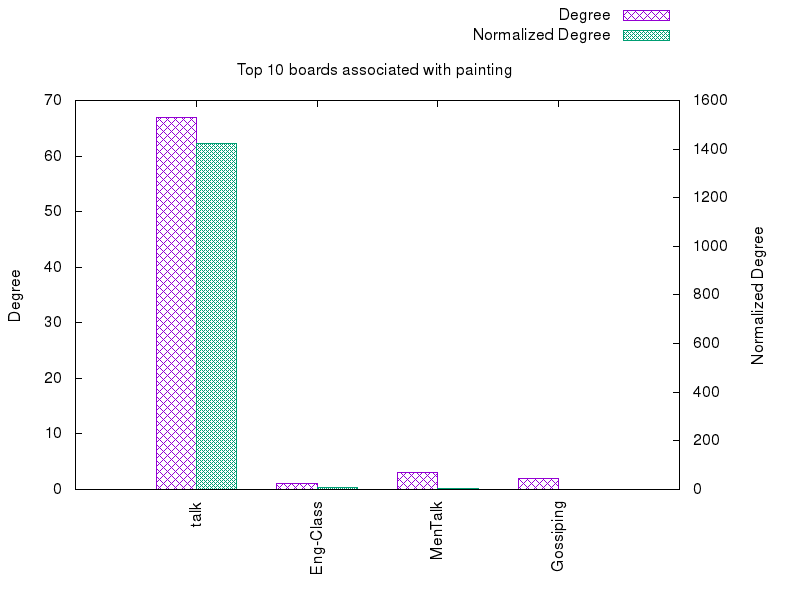 Degree
Normalized Degree
Top 10 boards associated with painting
70
60
50
40
30
20
10
0
1600
1400
1200
1000
800
600
400
200
0
Degree
Normalized Degree
talk
Eng-Class
MenTalk
Gossiping